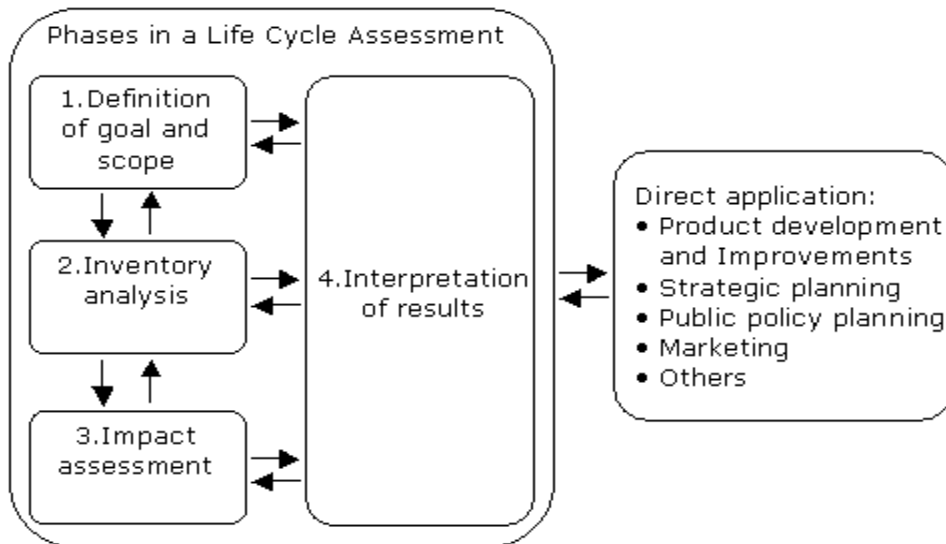 Phases in a Life Cycle Assessment
1.Definition
of goal and
scope
2.Inventory
analysis
3.Impact
assessment
4.Interpretation
of results
Direct application:
• Product development
and Improvements
• Strategic planning
• Public policy planning
• Marketing
• Others